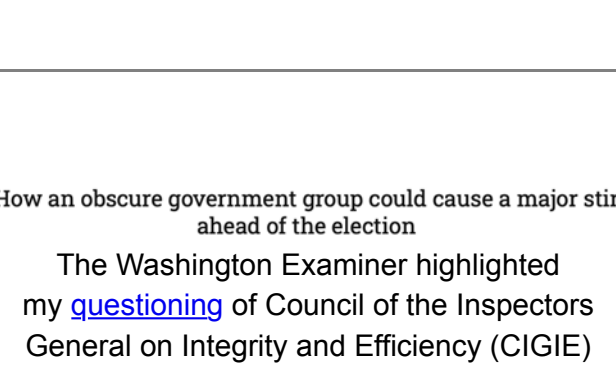 How an obscure government group could cause a major stir
ahead of the election
The Washington Examiner highlighted
my questioning of Council of the Inspectors
General on Integrity and Efficiency (CIGIE)